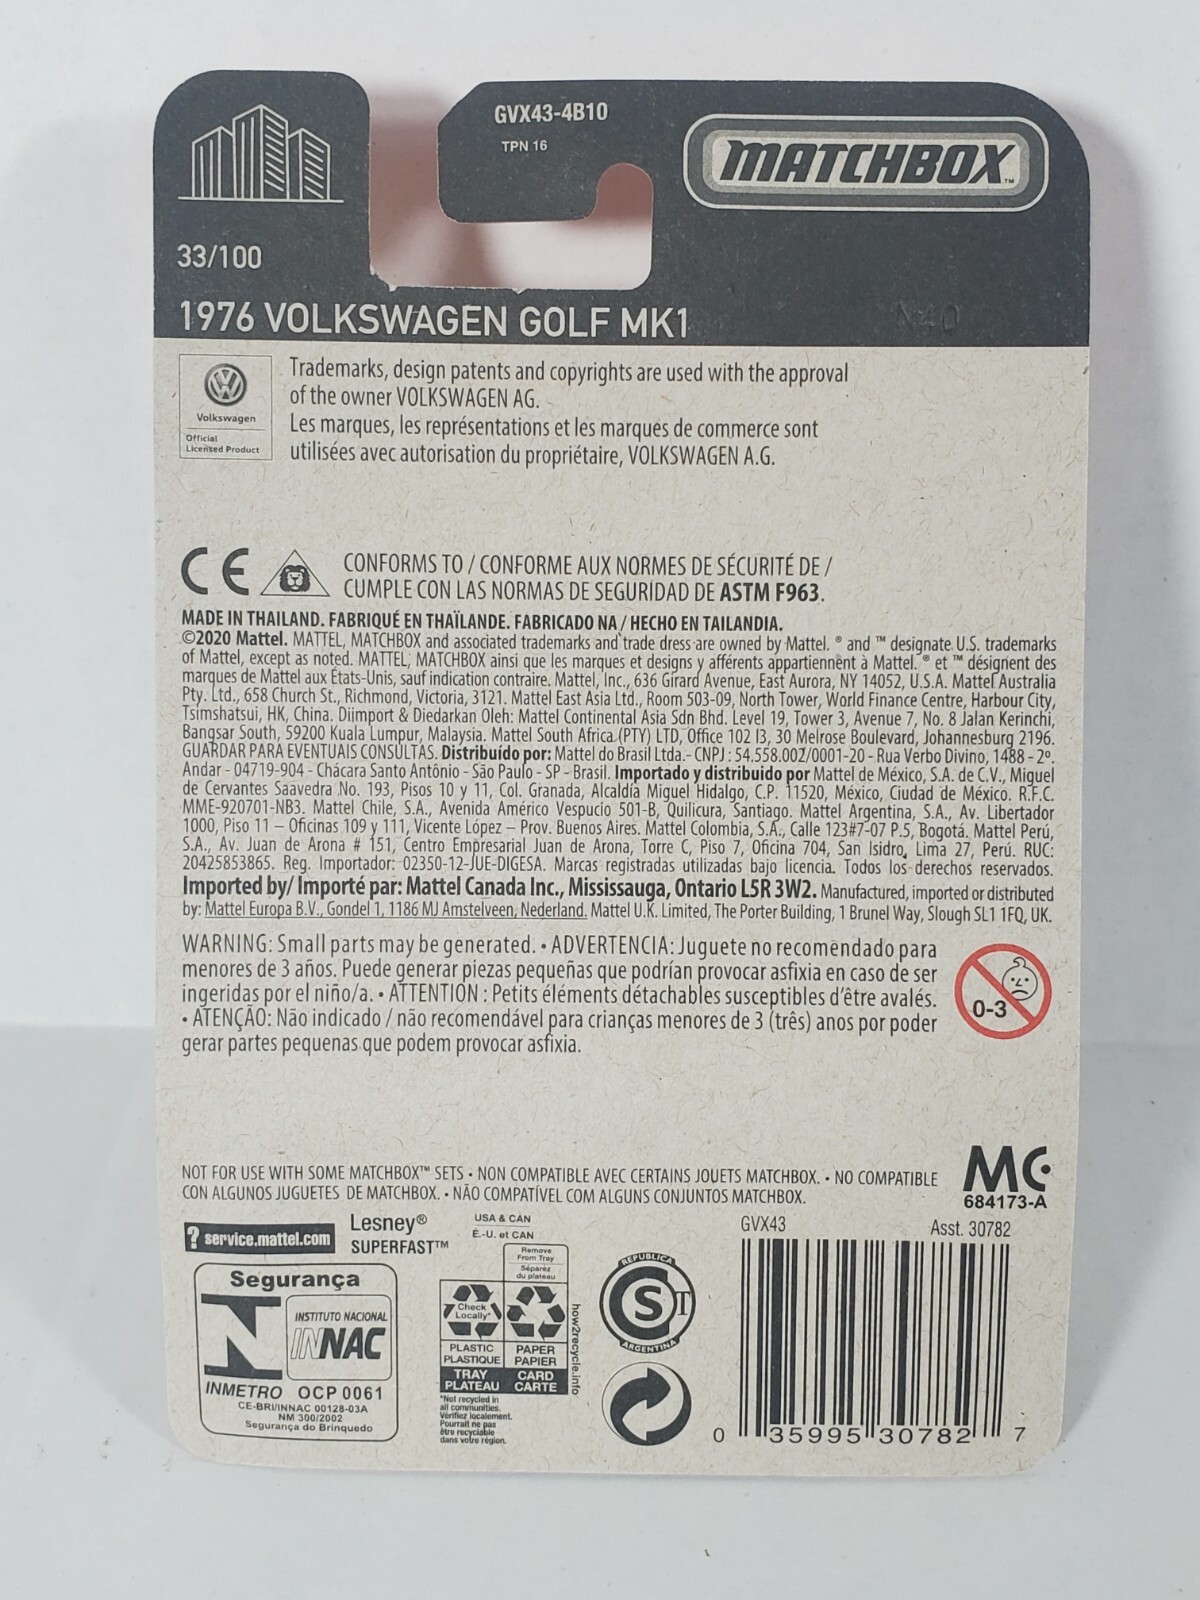 GVX43-4B10
TPN 16
MATCHBOX™
33/100
1976 VOLKSWAGEN GOLF MK1
N40
Volkswagen
Official
Licensed Product
Trademarks, design patents and copyrights are used with the approval
of the owner VOLKSWAGEN AG.
Les marques, les représentations et les marques de commerce sont
utilisées avec autorisation du propriétaire, VOLKSWAGEN A.G.
CE
CONFORMS TO / CONFORME AUX NORMES DE SÉCURITÉ DE /
CUMPLE CON LAS NORMAS DE SEGURIDAD DE ASTM F963.
MADE IN THAILAND. FABRIQUÉ EN THAÏLANDE. FABRICADO NA / HECHO EN TAILANDIA.
©2020 Mattel. MATTEL, MATCHBOX and associated trademarks and trade dress are owned by Mattel. ® and ™ designate U.S. trademarks
of Mattel, except as noted. MATTEL, MATCHBOX ainsi que les marques et designs y afférents appartiennent à Mattel. ® et ™ désignent des
marques de Mattel aux États-Unis, sauf indication contraire. Mattel, Inc., 636 Girard Avenue, East Aurora, NY 14052, U.S.A. Mattel Australia
Pty. Ltd., 658 Church St., Richmond, Victoria, 3121. Mattel East Asia Ltd., Room 503-09, North Tower, World Finance Centre, Harbour City,
Tsimshatsui, HK, China. Diimport & Diedarkan Oleh: Mattel Continental Asia Sdn Bhd. Level 19, Tower 3, Avenue 7, No. 8 Jalan Kerinchi,
Bangsar South, 59200 Kuala Lumpur, Malaysia. Mattel South Africa (PTY) LTD, Office 102 I3, 30 Melrose Boulevard, Johannesburg 2196.
GUARDAR PARA EVENTUAIS CONSULTAS. Distribuído por: Mattel do Brasil Ltda.- CNPJ : 54.558.002/0001-20 - Rua Verbo Divino, 1488 - 2º.
Andar - 04719-904 - Chácara Santo Antônio - São Paulo - SP - Brasil. Importado y distribuido por Mattel de México, S.A. de C.V., Miguel
de Cervantes Saavedra No. 193, Pisos 10 y 11, Col. Granada, Alcaldía Miguel Hidalgo, C.P. 11520, México, Ciudad de México. R.F.C.
MME-920701-NB3. Mattel Chile, S.A., Avenida Américo Vespucio 501-B, Quilicura, Santiago. Mattel Argentina, S.A., Av. Libertador
1000, Piso 11 – Oficinas 109 y 111, Vicente López – Prov. Buenos Aires. Mattel Colombia, S.A., Calle 123#7-07 P.5, Bogotá. Mattel Perú,
S.A., Av. Juan de Arona # 151, Centro Empresarial Juan de Arona, Torre C, Piso 7, Oficina 704, San Isidro, Lima 27, Perú. RUC:
20425853865. Reg. Importador: 02350-12-JUE-DIGESA. Marcas registradas utilizadas bajo licencia. Todos los derechos reservados.
Imported by/ Importé par: Mattel Canada Inc., Mississauga, Ontario L5R 3W2. Manufactured, imported or distributed
by: Mattel Europa B.V., Gondel 1, 1186 MJ Amstelveen, Nederland. Mattel U.K. Limited, The Porter Building, 1 Brunel Way, Slough SL1 1FQ, UK.
WARNING: Small parts may be generated. • ADVERTENCIA: Juguete no recomendado para
menores de 3 años. Puede generar piezas pequeñas que podrían provocar asfixia en caso de ser
ingeridas por el niño/a. • ATTENTION : Petits éléments détachables susceptibles d'être avalés.
• ATENÇÃO: Não indicado / não recomendável para crianças menores de 3 (três) anos por poder
gerar partes pequenas que podem provocar asfixia.
0-3
NOT FOR USE WITH SOME MATCHBOX™ SETS • NON COMPATIBLE AVEC CERTAINS JOUETS MATCHBOX. • NO COMPATIBLE
CON ALGUNOS JUGUETES DE MATCHBOX. • NÃO COMPATÍVEL COM ALGUNS CONJUNTOS MATCHBOX.
MC
684173-A
? service.mattel.com
Lesney®
SUPERFAST™
USA & CAN
É.-U. et CAN
Remove
From Tray
Séparez
du plateau
Check
Locally*
PLASTIC
PLASTIQUE
PAPER
PAPIER
TRAY
PLATEAU
CARD
CARTE
how2recycle.info
*Not recycled in
all communities.
Vérifiez localement.
Pourrait ne pas
être recyclable
dans votre région.
Segurança
INSTITUTO NACIONAL
INNAC
INMETRO OCP 0061
CE-BRI/INNAC 00128-03A
NM 300/2002
Segurança do Brinquedo
REPUBLICA
S T
ARGENTINA
GVX43
Asst. 30782
0 35995 30782 7